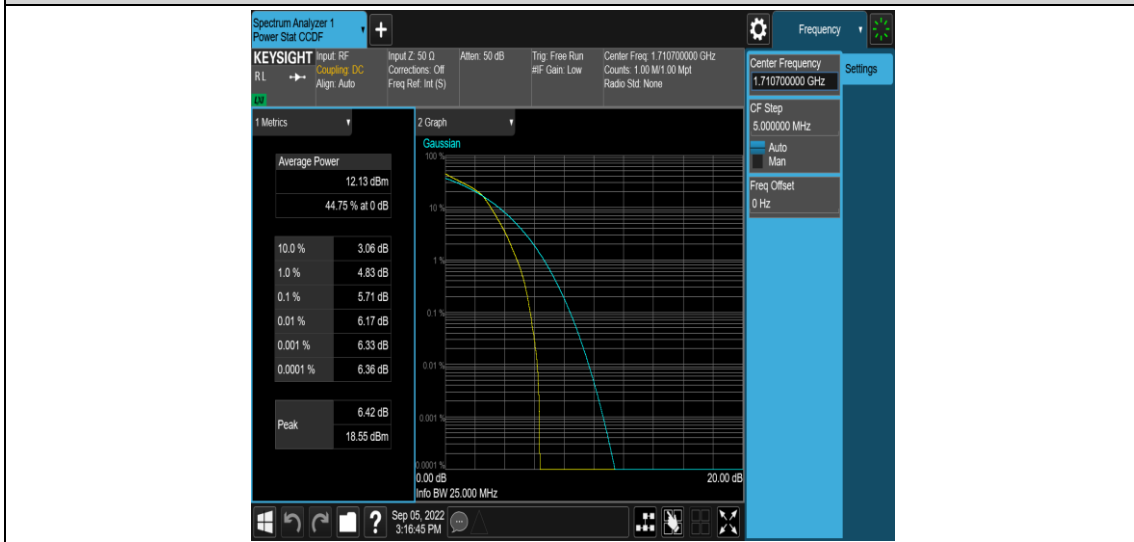 Spectrum Analyzer 1
Power Stat CCDF
+
Frequency
KEYSIGHT
RL
LXI
Input: RF
Coupling: DC
Align: Auto
Input Z: 50 Ω
Corrections: Off
Freq Ref: Int (S)
Atten: 50 dB
Trig: Free Run
#IF Gain: Low
Center Freq: 1.710700000 GHz
Counts: 1.00 M/1.00 Mpt
Radio Std: None
Center Frequency
1.710700000 GHz
Settings
CF Step
5.000000 MHz
Auto
Man
Freq Offset
0 Hz
1 Metrics
Average Power
12.13 dBm
44.75 % at 0 dB
10.0 % 3.06 dB
1.0 % 4.83 dB
0.1 % 5.71 dB
0.01 % 6.17 dB
0.001 % 6.33 dB
0.0001 % 6.36 dB
Peak
6.42 dB
18.55 dBm
2 Graph
Gaussian
100 %
10 %
1 %
0.1 %
0.01 %
0.001 %
0.0001 %
0.00 dB 20.00 dB
Info BW 25.000 MHz
?
Sep 05, 2022
3:16:45 PM